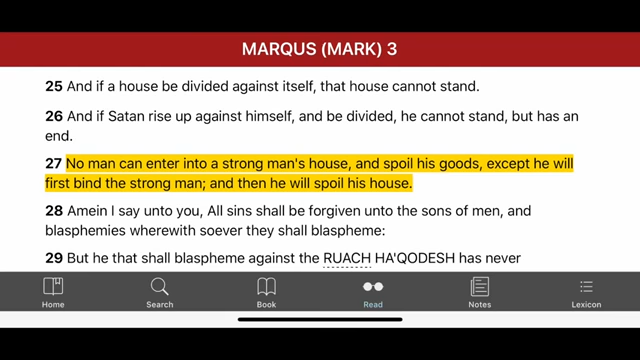 MARQUS (MARK) 3
25 And if a house be divided against itself, that house cannot stand.
26 And if Satan rise up against himself, and be divided, he cannot stand, but has an
end.
27 No man can enter into a strong man's house, and spoil his goods, except he will
first bind the strong man; and then he will spoil his house.
28 Amein I say unto you, All sins shall be forgiven unto the sons of men, and
blasphemies wherewith soever they shall blaspheme:
29 But he that shall blaspheme against the RUACH HA'QODESH has never
Home Search Book Read Notes Lexicon